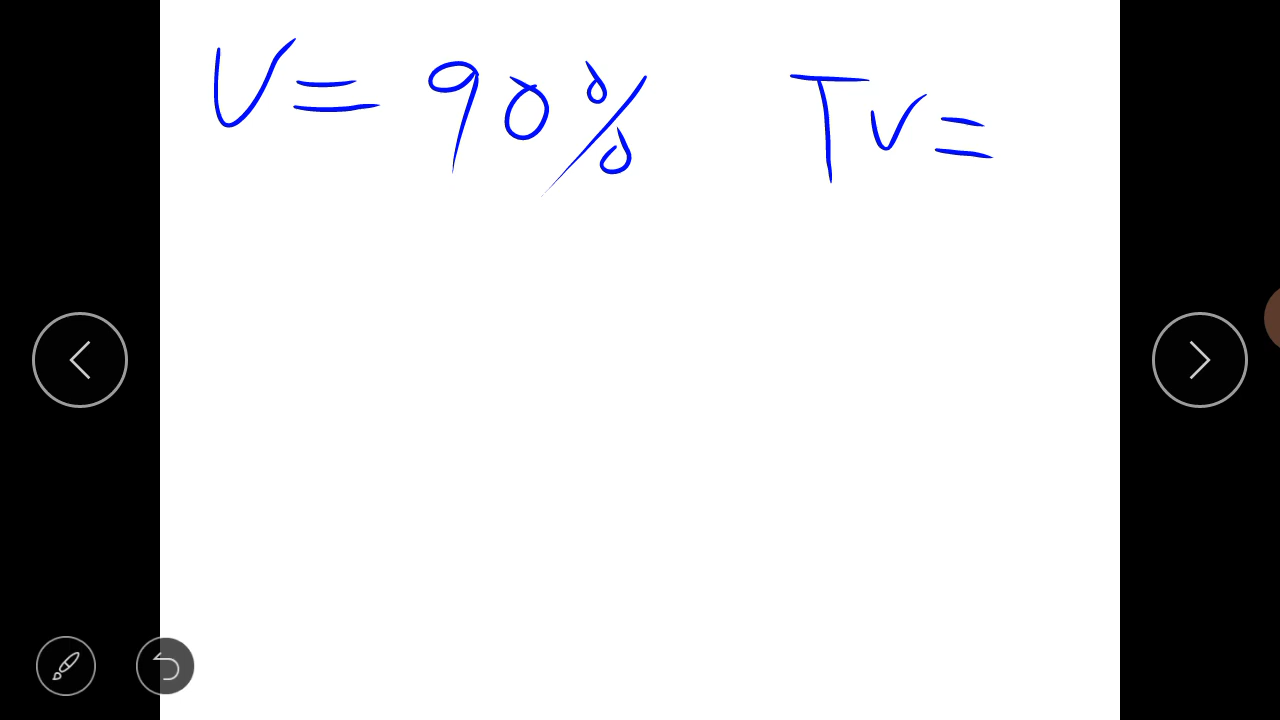 V = 90% Tv =